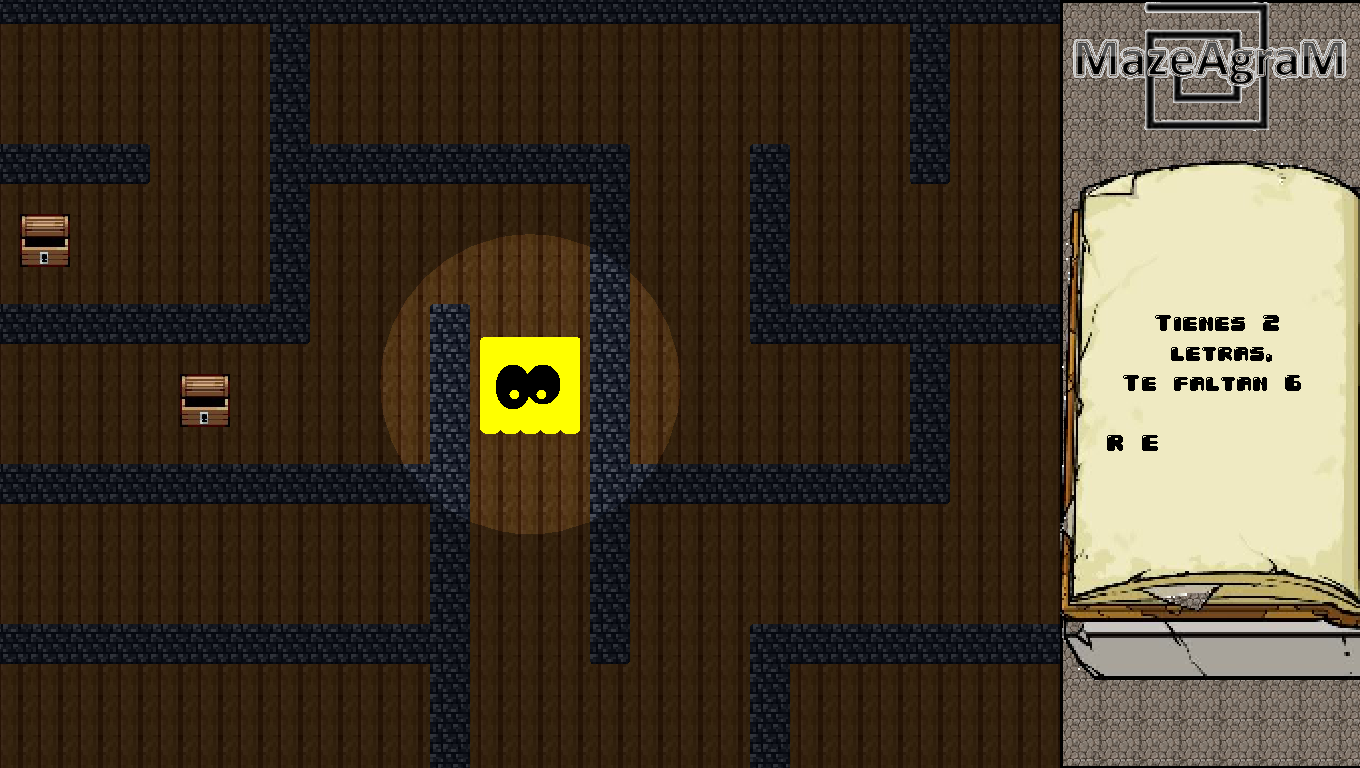 MazeAgraM
Tienes 2
letras,
Te faltan 6
R E